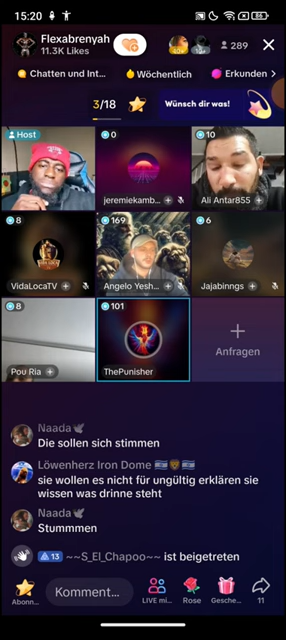 15:20
86
Flexabrenyah
11.3K Likes
289
Chatten und Int...
Wöchentlich
Erkunden
3/18
Wünsch dir was!
Host
0
10
jeremiekamb...
Ali Antar855
8
169
6
VidaLocaTV
Angelo Yesh...
Jajabinngs
8
101
Pou Ria
ThePunisher
Anfragen
Naada🕊
Die sollen sich stimmen
Löwenherz Iron Dome 🇮🇱🦁🇮🇱
sie wollen es nicht für ungültig erklären sie
wissen was drinne steht
Naada🕊
Stummmen
13 ~~S_El_Chapoo~~ ist beigetreten
Abonn...
Komment...
LIVE mi...
Rose
Gesche...
11